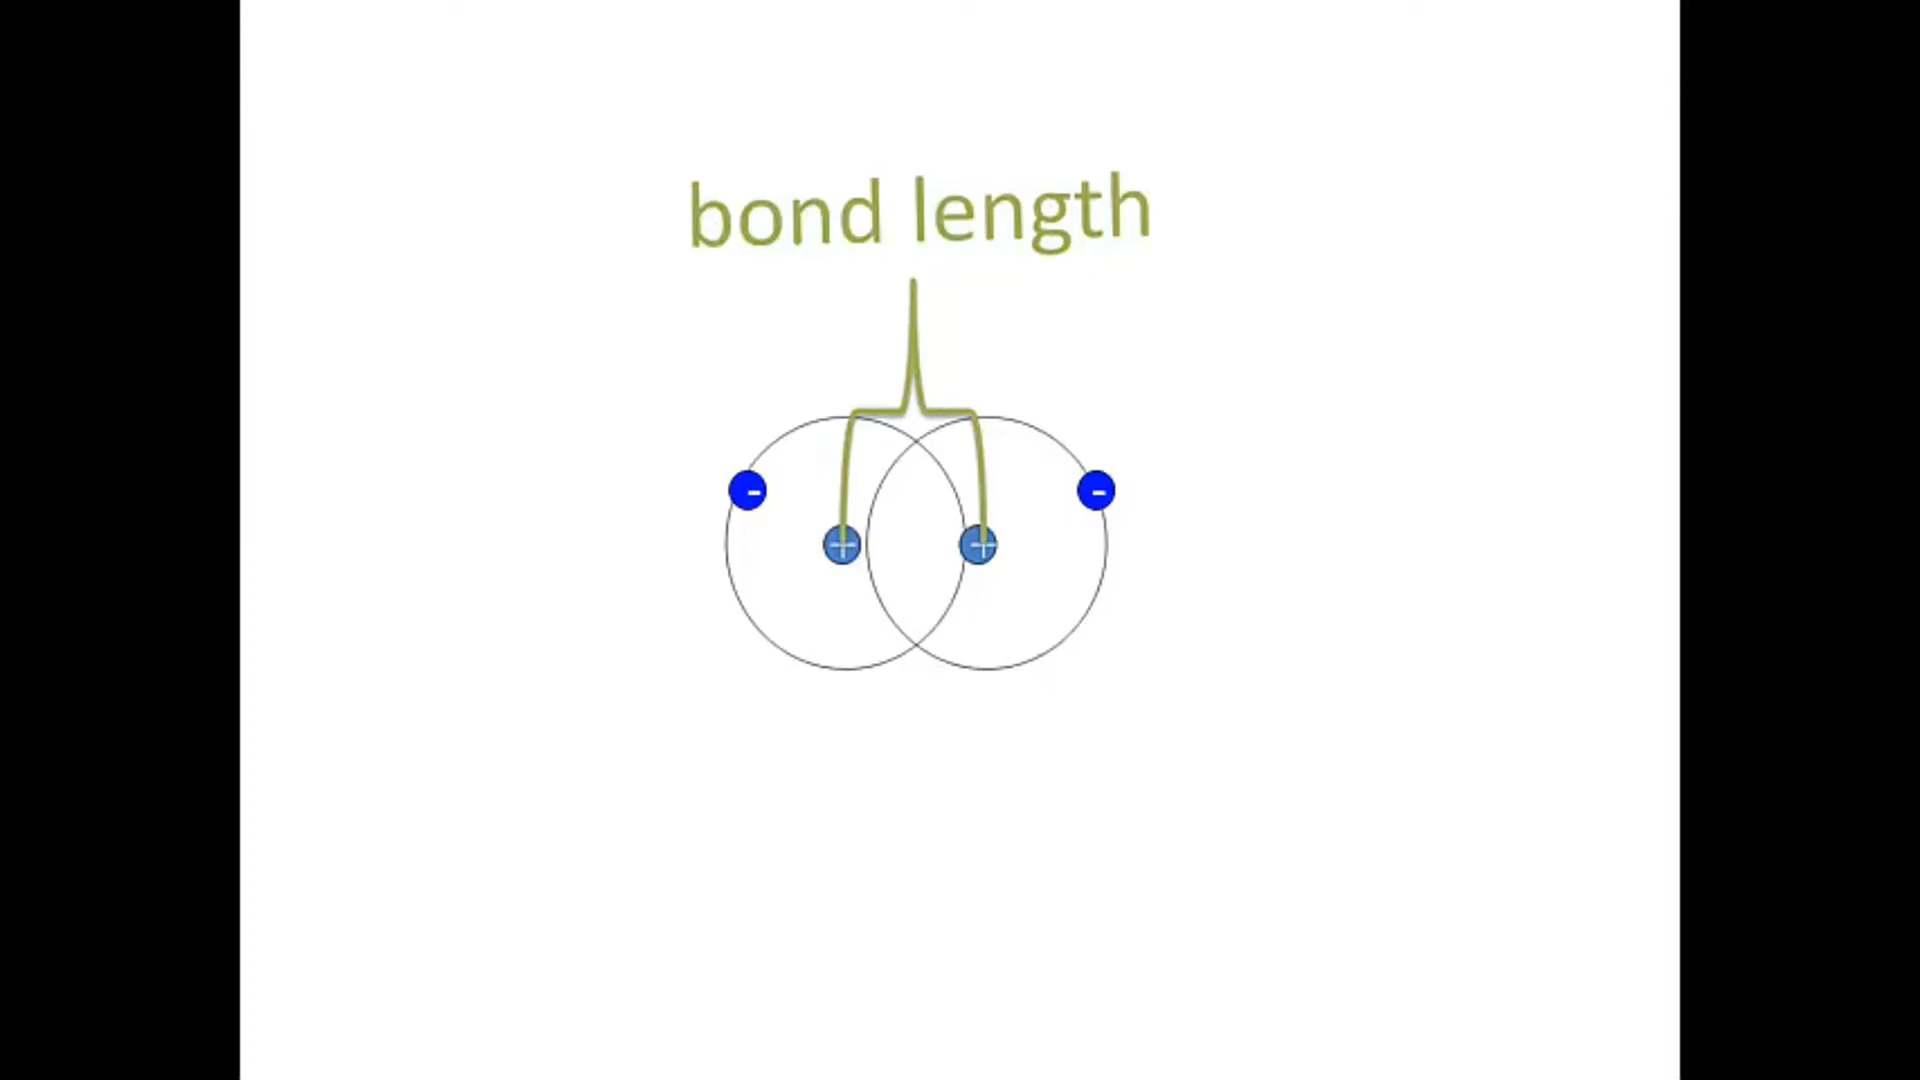 bond length
- -
+ +